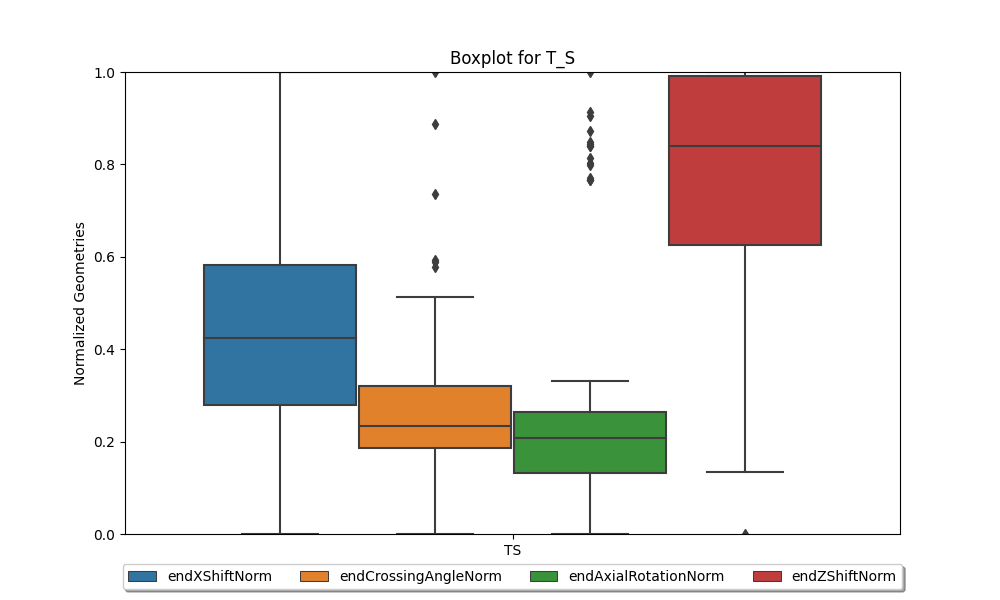 Boxplot for T_S
1.0
0.8
0.6
0.4
0.2
0.0
Normalized Geometries
TS
endXShiftNorm endCrossingAngleNorm endAxialRotationNorm endZShiftNorm